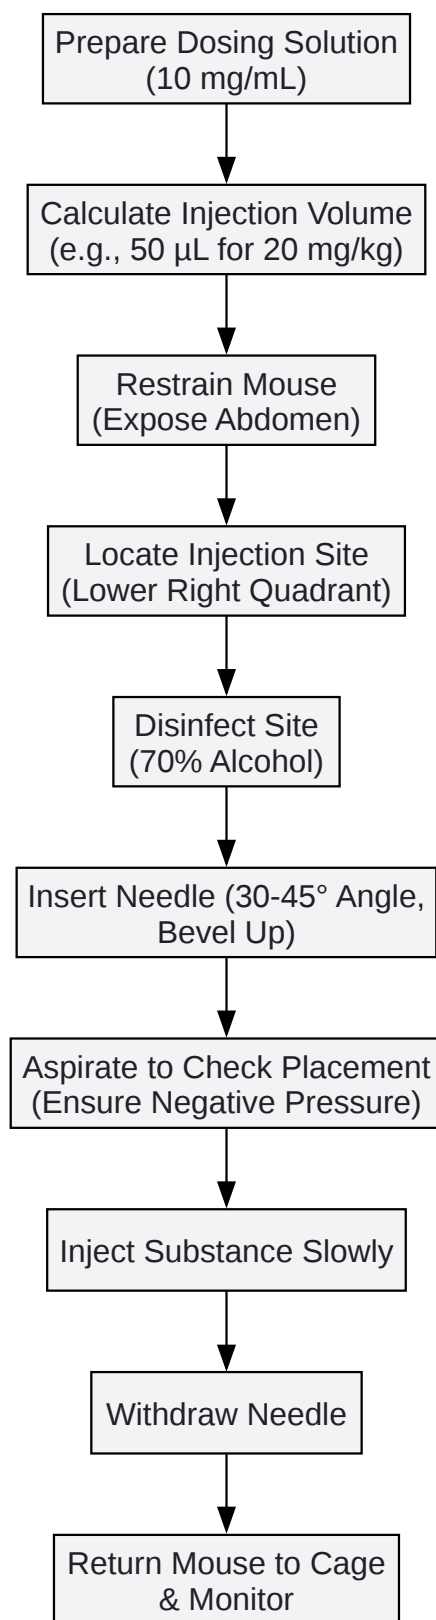 Prepare Dosing Solution
(10 mg/mL)
Calculate Injection Volume
(e.g., 50 µL for 20 mg/kg)
Restrain Mouse
(Expose Abdomen)
Locate Injection Site
(Lower Right Quadrant)
Disinfect Site
(70% Alcohol)
Insert Needle (30-45° Angle,
Bevel Up)
Aspirate to Check Placement
(Ensure Negative Pressure)
Inject Substance Slowly
Withdraw Needle
Return Mouse to Cage
& Monitor